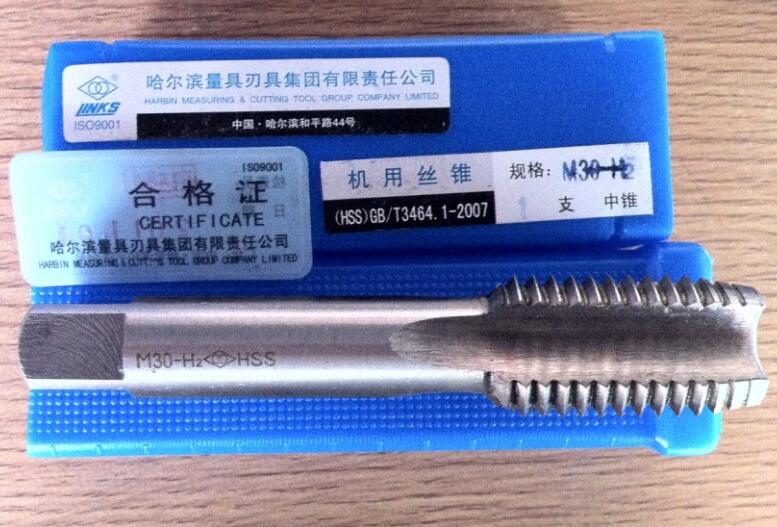 LINKS
®
ISO9001
哈尔滨量具刃具集团有限责任公司
HARBIN MEASURING & CUTTING TOOL GROUP COMPANY LIMITED
中国·哈尔滨和平路44号
ISO9001
合格证
CERTIFICATE
哈尔滨量具刃具集团有限责任公司
HARBIN MEASURING & CUTTING TOOL GROUP COMPANY LIMITED
机用丝锥
(HSS)GB/T3464.1-2007
规格: M30-H2
1 支 中锥
M30-H2 HSS